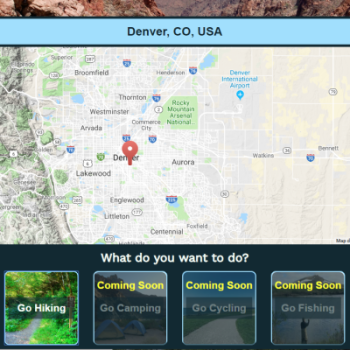 Denver, CO, USA
Superior
Broomfield
Henderson
Thornton
Denver
International
Airport
Westminster
Rocky
Mountain
Arsenal
National...
Arvada
Commerce
City
Denver
Aurora
Lakewood
Watkins
Bennett
Englewood
Littleton
Foxfield
Centennial
Highlands
Map d
What do you want to do?
Go Hiking
Coming Soon
Go Camping
Coming Soon
Go Cycling
Coming Soon
Go Fishing